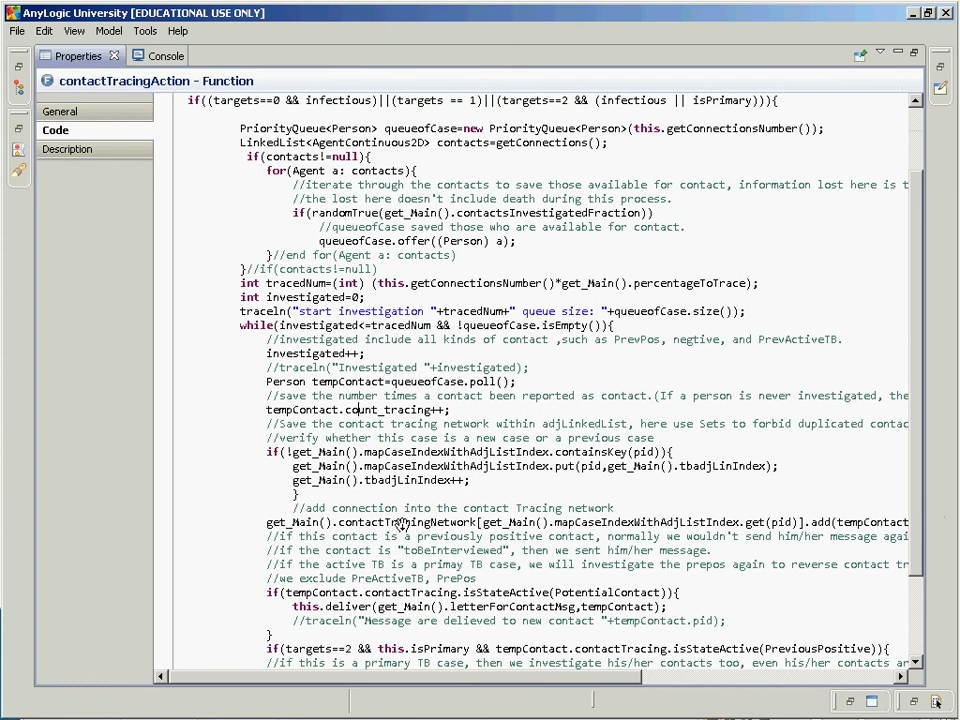 AnyLogic University [EDUCATIONAL USE ONLY]
File Edit View Model Tools Help
Properties Console
contactTracingAction - Function
General
Code
Description
if((targets==0 && infectious)||(targets == 1)||(targets==2 && (infectious || isPrimary))){
PriorityQueue<Person> queueofCase=new PriorityQueue<Person>(this.getConnectionsNumber());
LinkedList<AgentContinuous2D> contacts=getConnections();
if(contacts!=null){
for(Agent a: contacts){
//iterate through the contacts to save those available for contact, information lost here is t
//the lost here doesn't include death during this process.
if(randomTrue(get_Main().contactsInvestigatedFraction))
//queueofCase saved those who are available for contact.
queueofCase.offer((Person) a);
}//end for(Agent a: contacts)
}//if(contacts!=null)
int tracedNum=(int) (this.getConnectionsNumber()*get_Main().percentageToTrace);
int investigated=0;
traceln("start investigation "+tracedNum+" queue size: "+queueofCase.size());
while(investigated<=tracedNum && !queueofCase.isEmpty()){
//investigated include all kinds of contact ,such as PrevPos, negtive, and PrevActiveTB.
investigated++;
//traceln("Investigated "+investigated);
Person tempContact=queueofCase.poll();
//save the number times a contact been reported as contact.(If a person is never investigated, the
tempContact.count_tracing++;
//Save the contact tracing network within adjLinkedList, here use Sets to forbid duplicated contac
//verify whether this case is a new case or a previous case
if(!get_Main().mapCaseIndexWithAdjListIndex.containsKey(pid)){
get_Main().mapCaseIndexWithAdjListIndex.put(pid,get_Main().tbadjLinIndex);
get_Main().tbadjLinIndex++;
}
//add connection into the contact Tracing network
get_Main().contactTracingNetwork[get_Main().mapCaseIndexWithAdjListIndex.get(pid)].add(tempContact
//if this contact is a previously positive contact, normally we wouldn't send him/her message agai
//if the contact is "toBeInterviewed", then we sent him/her message.
//if the active TB is a primay TB case, we will investigate the prepos again to reverse contact tr
//we exclude PreActiveTB, PrePos
if(tempContact.contactTracing.isStateActive(PotentialContact)){
this.deliver(get_Main().letterForContactMsg,tempContact);
//traceln("Message are delieved to new contact "+tempContact.pid);
}
if(targets==2 && this.isPrimary && tempContact.contactTracing.isStateActive(PreviousPositive)){
//if this is a primary TB case, then we investigate his/her contacts too, even his/her contacts ar